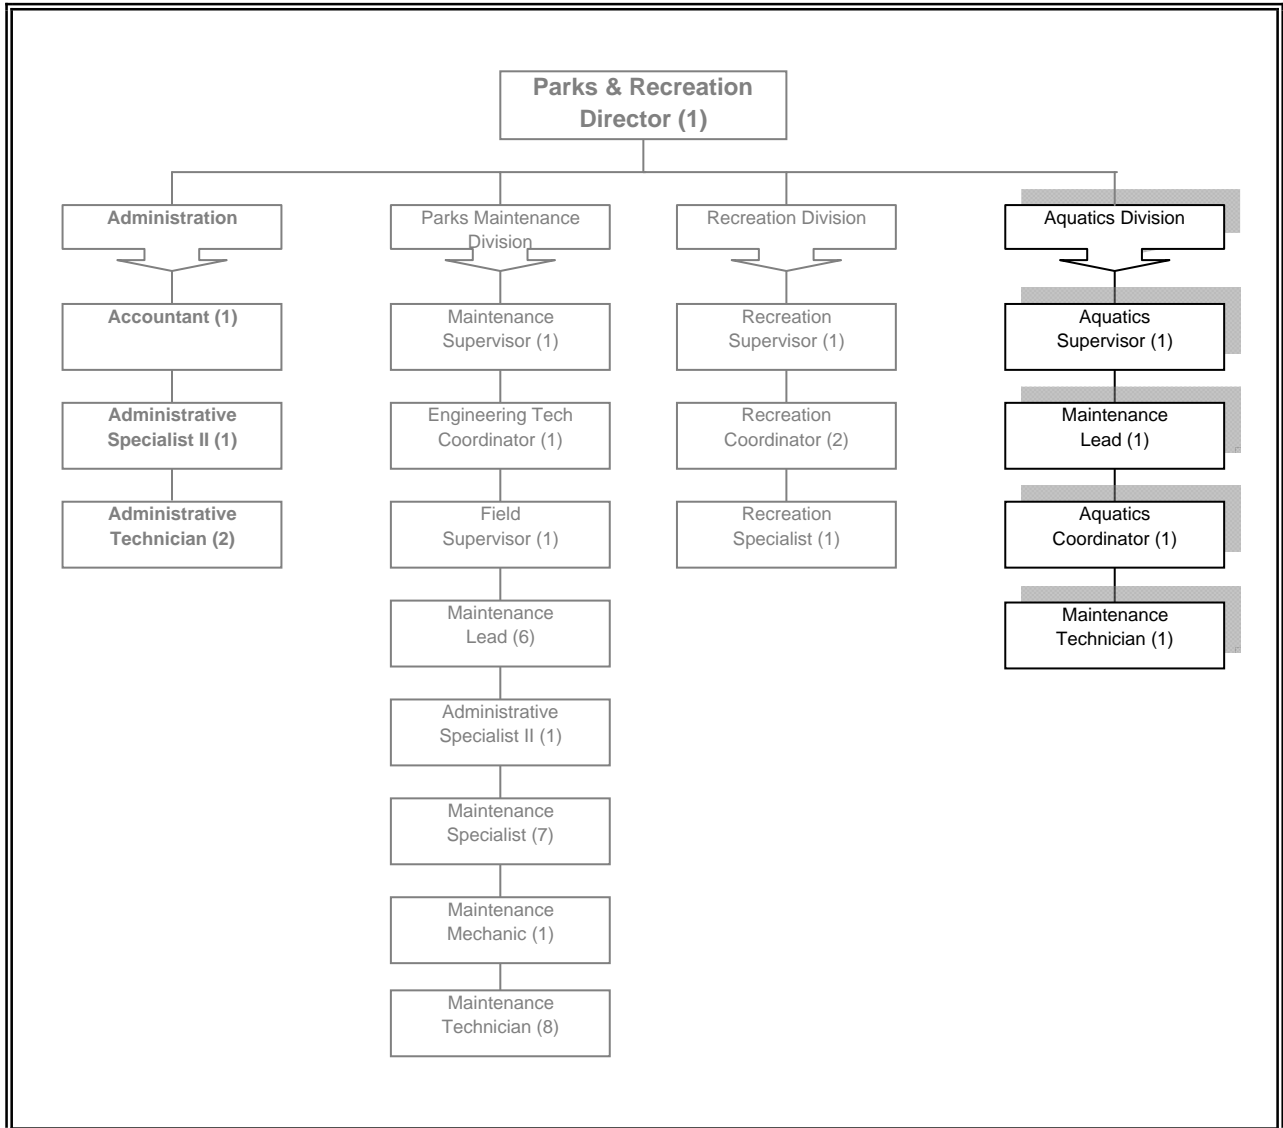 Parks & Recreation
Director (1)
Administration
Accountant (1)
Administrative
Specialist II (1)
Administrative
Technician (2)
Parks Maintenance
Division
Maintenance
Supervisor (1)
Engineering Tech
Coordinator (1)
Field
Supervisor (1)
Maintenance
Lead (6)
Administrative
Specialist II (1)
Maintenance
Specialist (7)
Maintenance
Mechanic (1)
Maintenance
Technician (8)
Recreation Division
Recreation
Supervisor (1)
Recreation
Coordinator (2)
Recreation
Specialist (1)
Aquatics Division
Aquatics
Supervisor (1)
Maintenance
Lead (1)
Aquatics
Coordinator (1)
Maintenance
Technician (1)